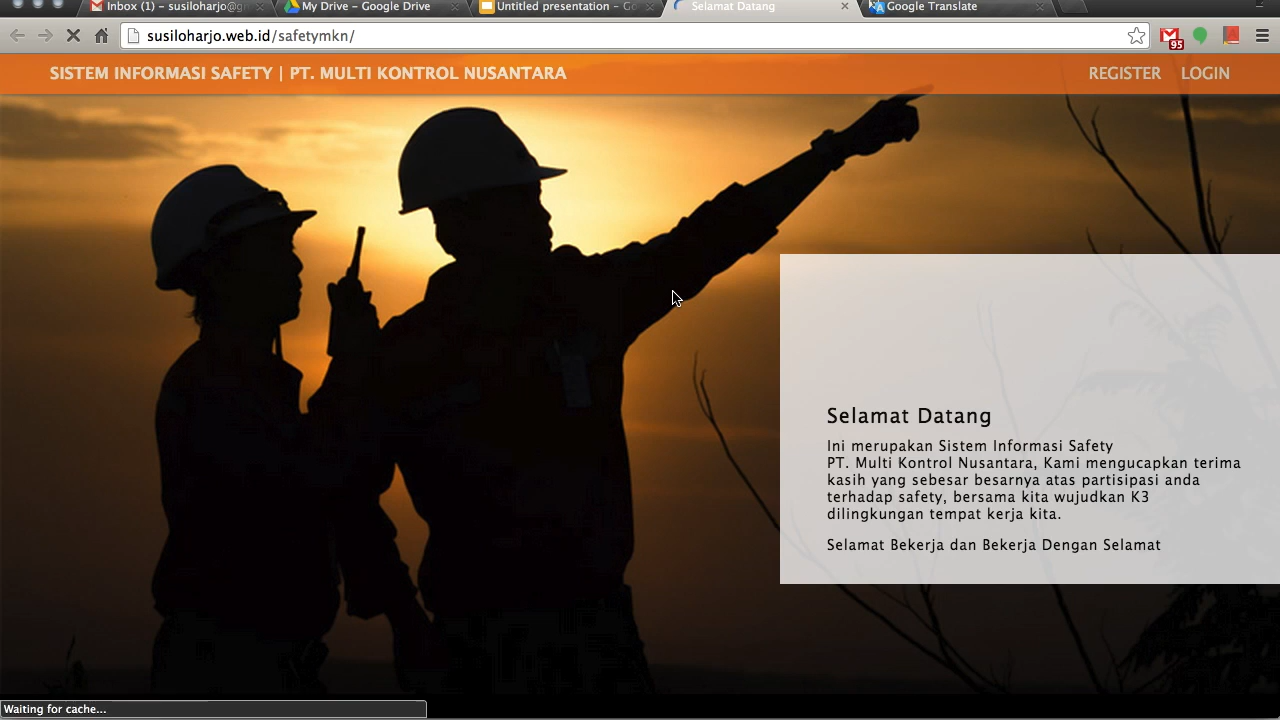 Inbox (1) – susiloharjo@g
My Drive – Google Drive
Untitled presentation – Go
Selamat Datang
Google Translate
susiloharjo.web.id/safetymkn/
95
SISTEM INFORMASI SAFETY | PT. MULTI KONTROL NUSANTARA
REGISTER LOGIN
Selamat Datang
Ini merupakan Sistem Informasi Safety
PT. Multi Kontrol Nusantara, Kami mengucapkan terima
kasih yang sebesar besarnya atas partisipasi anda
terhadap safety, bersama kita wujudkan K3
dilingkungan tempat kerja kita.
Selamat Bekerja dan Bekerja Dengan Selamat
Waiting for cache...